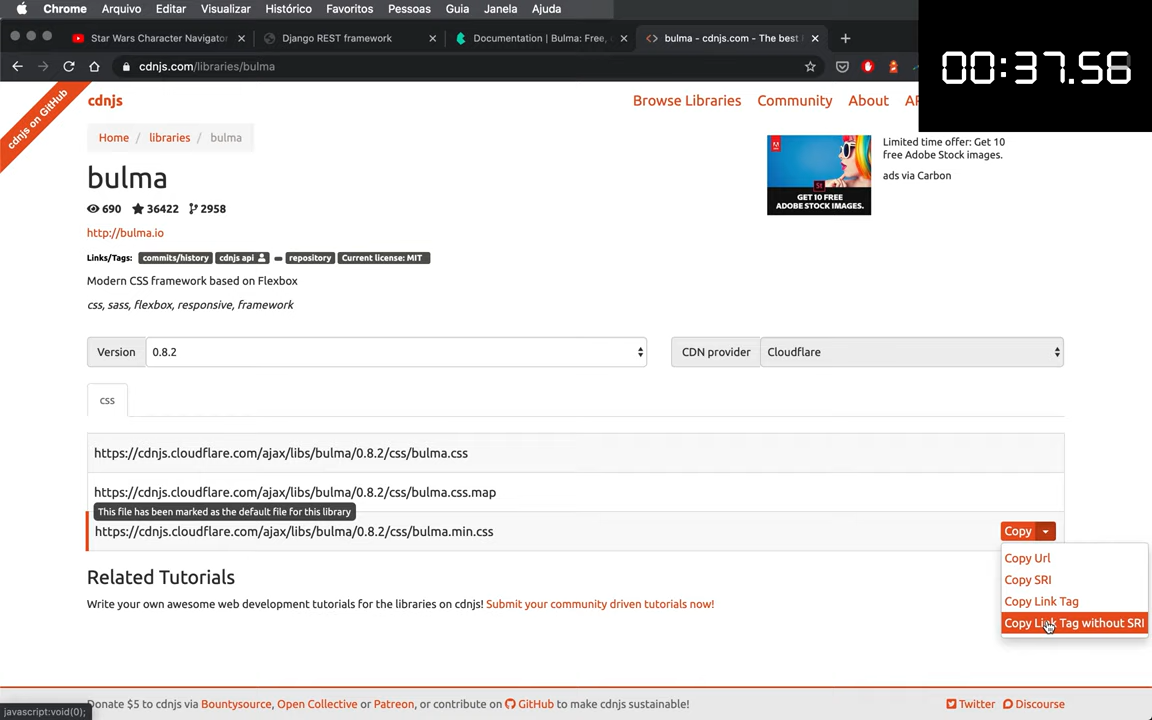 Chrome Arquivo Editar Visualizar Histórico Favoritos Pessoas Guia Janela Ajuda
00:37.58
Star Wars Character Navigator
Django REST framework
Documentation | Bulma: Free,
bulma - cdnjs.com - The best
cdnjs.com/libraries/bulma
cdnjs on GitHub
cdnjs
Browse Libraries Community About
Home / libraries / bulma
bulma
690 36422 2958
http://bulma.io
Links/Tags: commits/history cdnjs api repository Current license: MIT
Modern CSS framework based on Flexbox
css, sass, flexbox, responsive, framework
GET 10 FREE
ADOBE STOCK IMAGES.
St
Limited time offer: Get 10
free Adobe Stock images.
ads via Carbon
Version 0.8.2
CDN provider Cloudflare
css
https://cdnjs.cloudflare.com/ajax/libs/bulma/0.8.2/css/bulma.css
https://cdnjs.cloudflare.com/ajax/libs/bulma/0.8.2/css/bulma.css.map
This file has been marked as the default file for this library
https://cdnjs.cloudflare.com/ajax/libs/bulma/0.8.2/css/bulma.min.css
Copy
Copy Url
Copy SRI
Copy Link Tag
Copy Link Tag without SRI
Related Tutorials
Write your own awesome web development tutorials for the libraries on cdnjs! Submit your community driven tutorials now!
Donate $5 to cdnjs via Bountysource, Open Collective or Patreon, or contribute on GitHub to make cdnjs sustainable!
Twitter Discourse
javascript:void(0);